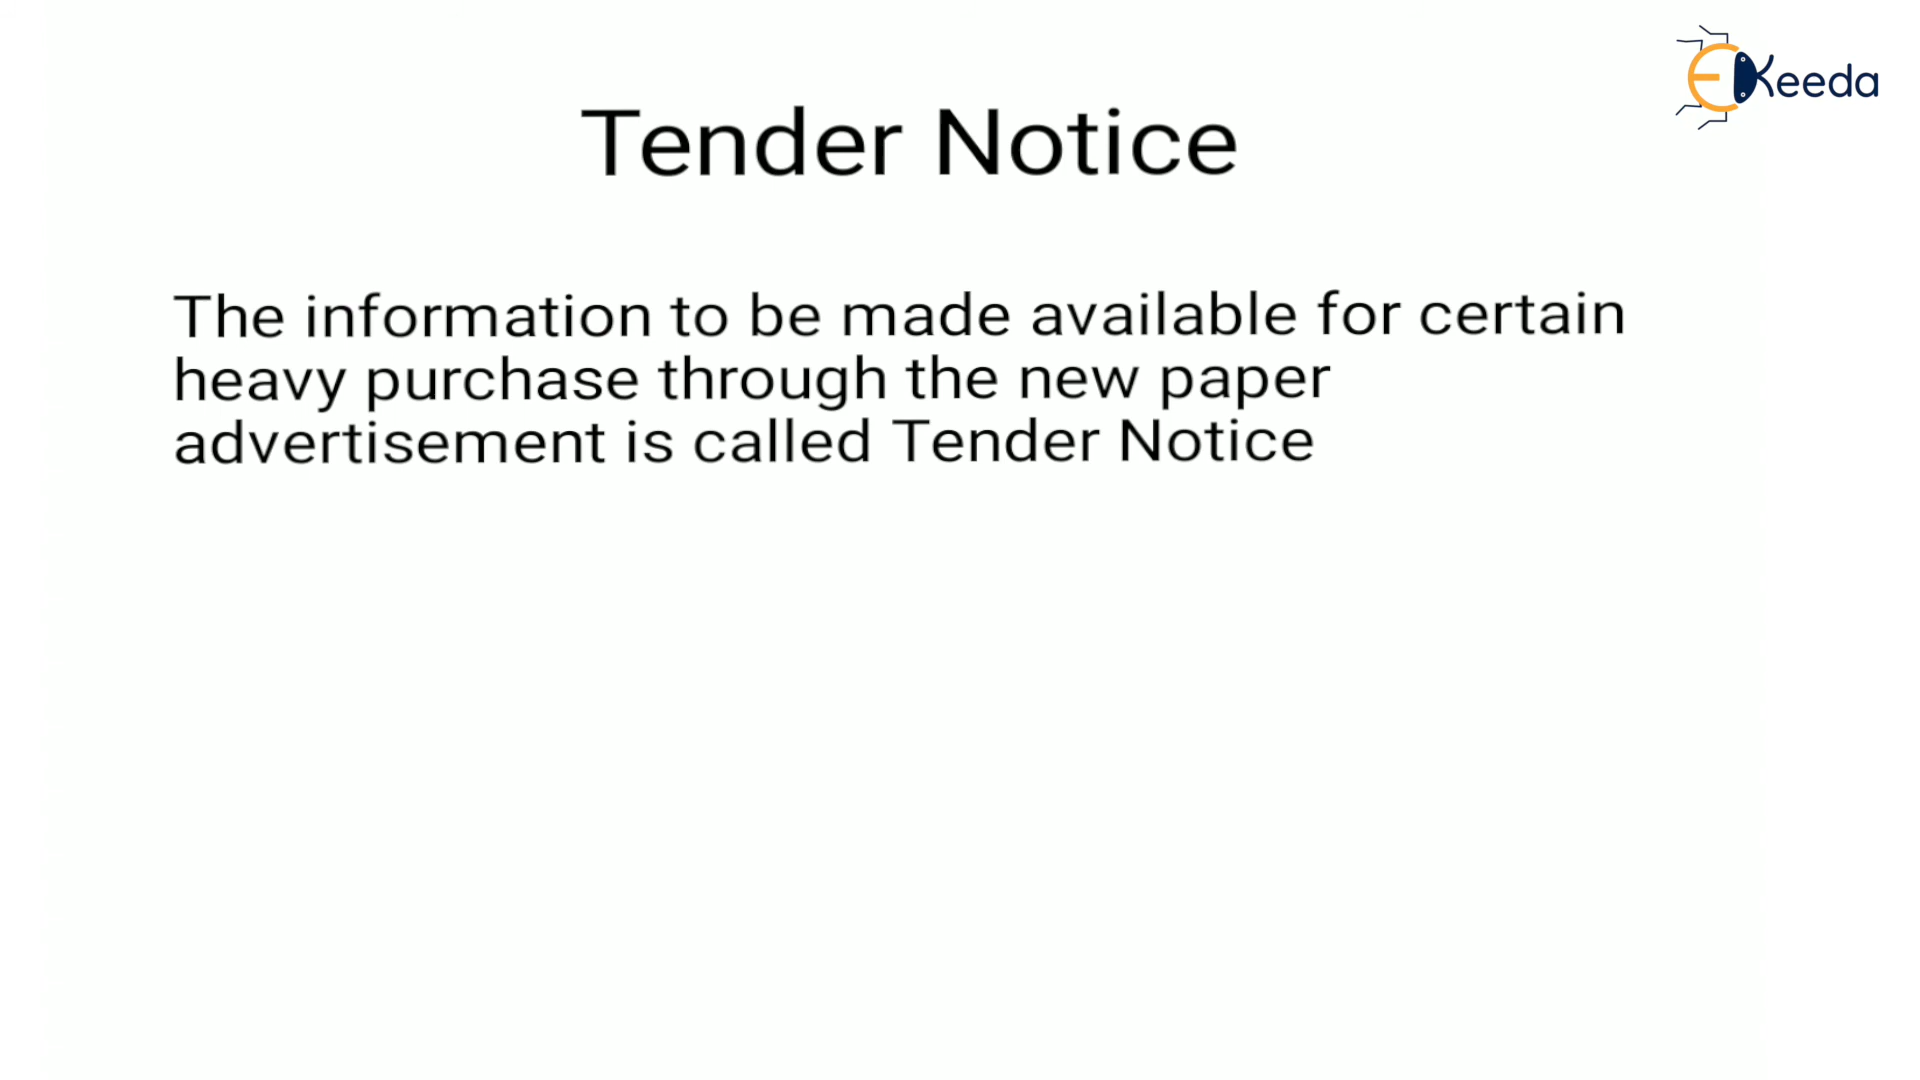 EKeeda
Tender Notice
The information to be made available for certain
heavy purchase through the new paper
advertisement is called Tender Notice